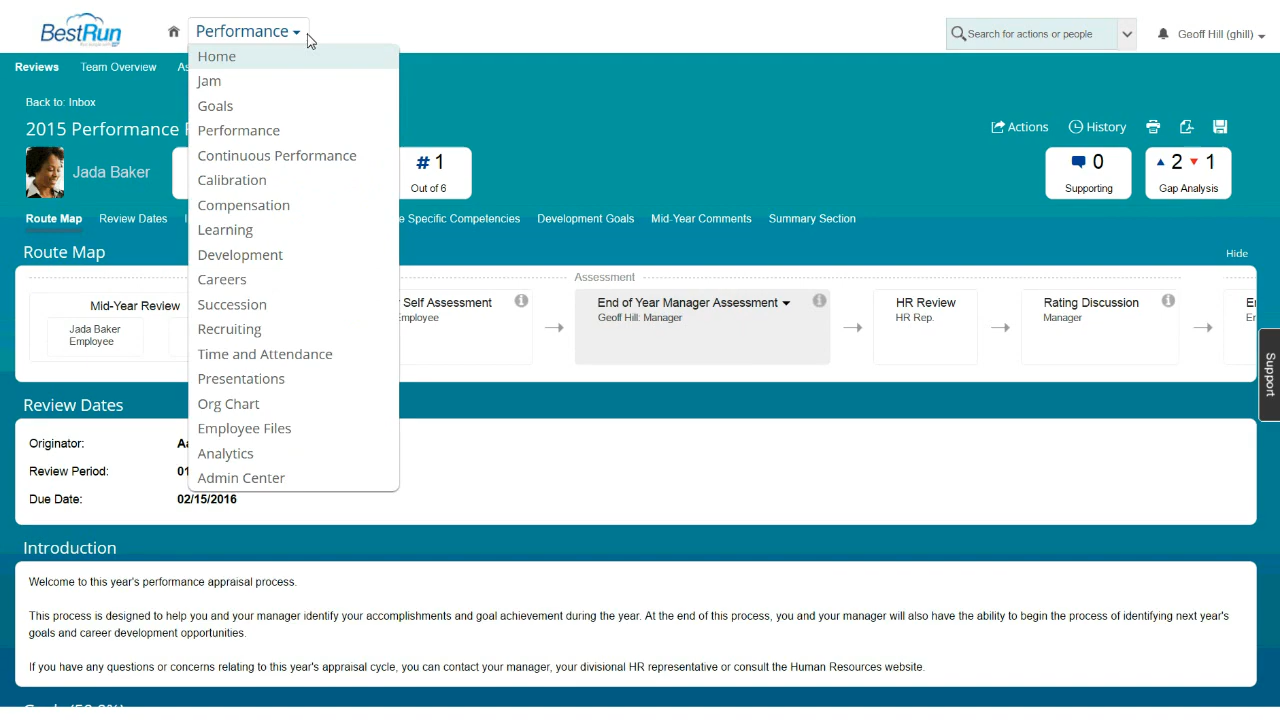 BestRun
Performance
Search for actions or people
Geoff Hill (ghill)
Home
Jam
Goals
Performance
Continuous Performance
Calibration
Compensation
Learning
Development
Careers
Succession
Recruiting
Time and Attendance
Presentations
Org Chart
Employee Files
Analytics
Admin Center
Reviews
Team Overview
Back to: Inbox
2015 Performance
Actions
History
Jada Baker
# 1
Out of 6
0
Supporting
2 1
Gap Analysis
Route Map
Review Dates
Specific Competencies
Development Goals
Mid-Year Comments
Summary Section
Route Map
Hide
Assessment
Mid-Year Review
Jada Baker
Employee
Self Assessment
Employee
End of Year Manager Assessment
Geoff Hill: Manager
HR Review
HR Rep.
Rating Discussion
Manager
Support
Review Dates
Originator:
Review Period: 01
Due Date: 02/15/2016
Introduction
Welcome to this year's performance appraisal process.
This process is designed to help you and your manager identify your accomplishments and goal achievement during the year. At the end of this process, you and your manager will also have the ability to begin the process of identifying next year's
goals and career development opportunities.
If you have any questions or concerns relating to this year's appraisal cycle, you can contact your manager, your divisional HR representative or consult the Human Resources website.